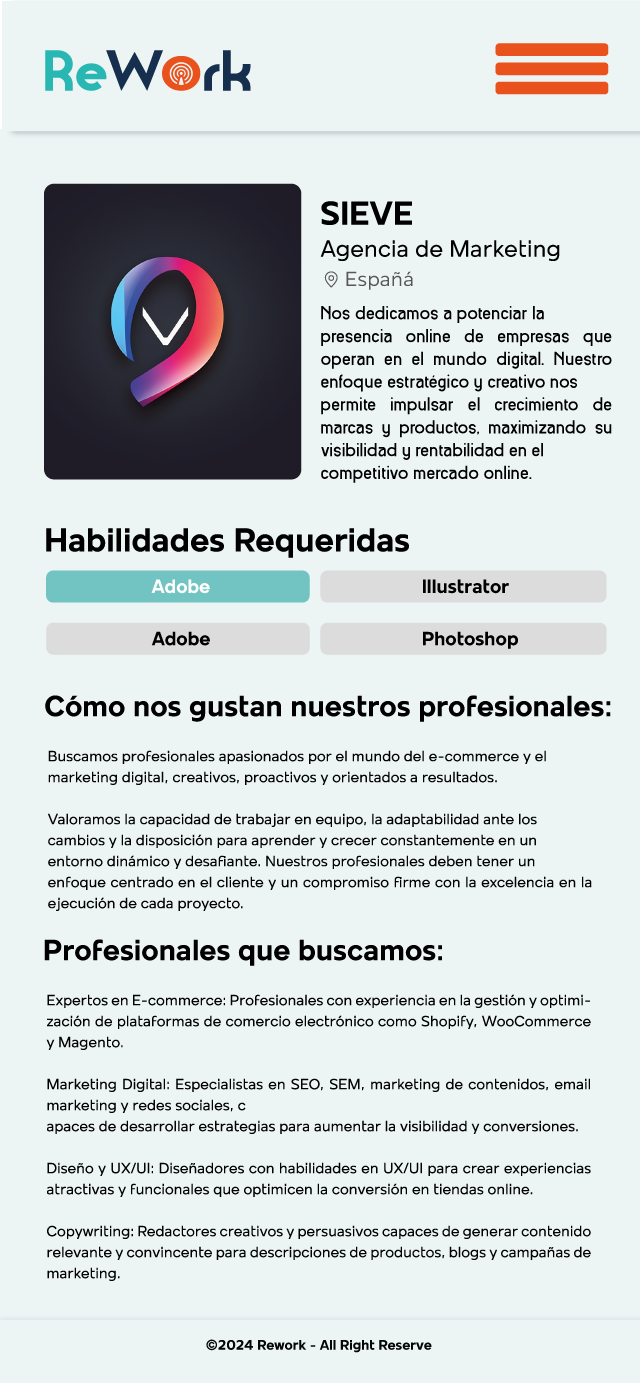 ReWork
SIEVE
Agencia de Marketing
Españá
Nos dedicamos a potenciar la
presencia online de empresas que
operan en el mundo digital. Nuestro
enfoque estratégico y creativo nos
permite impulsar el crecimiento de
marcas y productos, maximizando su
visibilidad y rentabilidad en el
competitivo mercado online.
Habilidades Requeridas
Adobe
Illustrator
Adobe
Photoshop
Cómo nos gustan nuestros profesionales:
Buscamos profesionales apasionados por el mundo del e-commerce y el
marketing digital, creativos, proactivos y orientados a resultados.
Valoramos la capacidad de trabajar en equipo, la adaptabilidad ante los
cambios y la disposición para aprender y crecer constantemente en un
entorno dinámico y desafiante. Nuestros profesionales deben tener un
enfoque centrado en el cliente y un compromiso firme con la excelencia en la
ejecución de cada proyecto.
Profesionales que buscamos:
Expertos en E-commerce: Profesionales con experiencia en la gestión y optimi-
zación de plataformas de comercio electrónico como Shopify, WooCommerce
y Magento.
Marketing Digital: Especialistas en SEO, SEM, marketing de contenidos, email
marketing y redes sociales, c
apaces de desarrollar estrategias para aumentar la visibilidad y conversiones.
Diseño y UX/UI: Diseñadores con habilidades en UX/UI para crear experiencias
atractivas y funcionales que optimicen la conversión en tiendas online.
Copywriting: Redactores creativos y persuasivos capaces de generar contenido
relevante y convincente para descripciones de productos, blogs y campañas de
marketing.
©2024 Rework - All Right Reserve